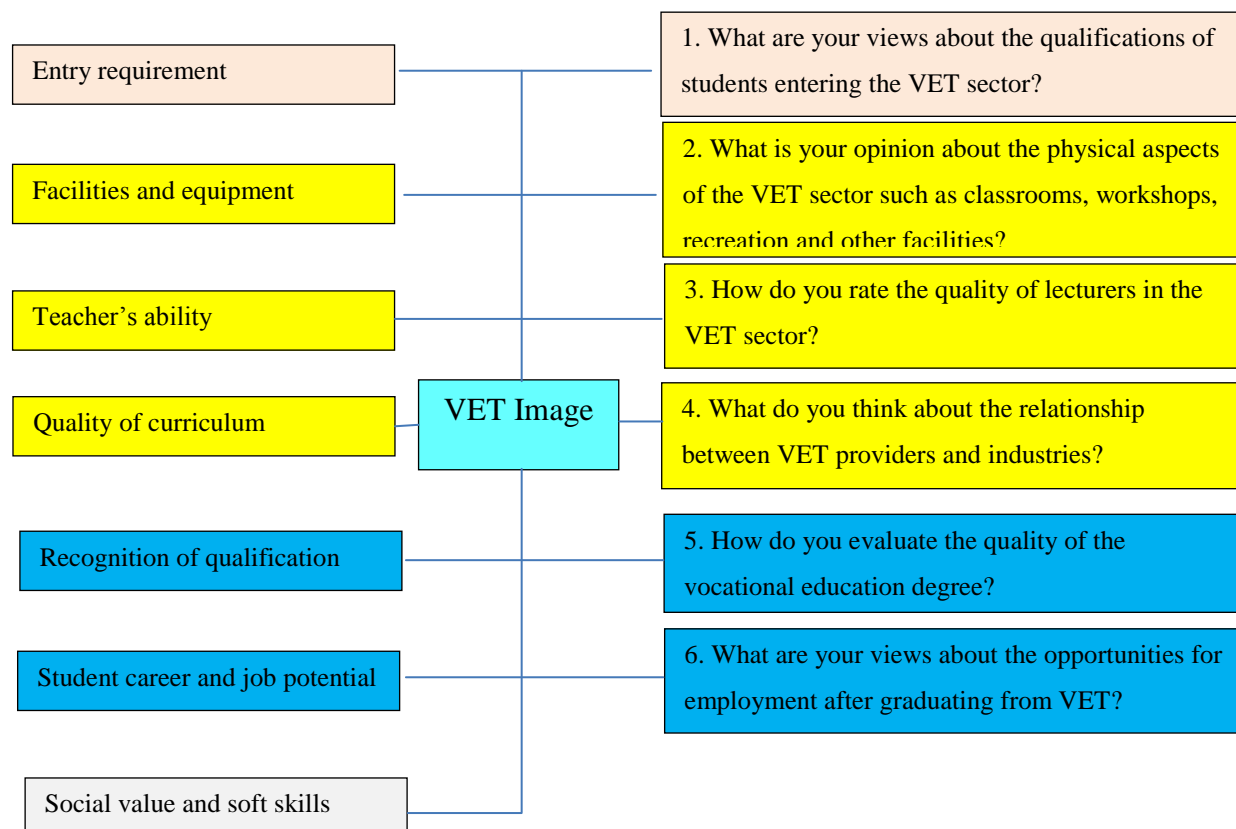 Entry requirement
1. What are your views about the qualifications of
students entering the VET sector?
Facilities and equipment
2. What is your opinion about the physical aspects
of the VET sector such as classrooms, workshops,
recreation and other facilities?
Teacher’s ability
3. How do you rate the quality of lecturers in the
VET sector?
Quality of curriculum
VET Image
4. What do you think about the relationship
between VET providers and industries?
Recognition of qualification
5. How do you evaluate the quality of the
vocational education degree?
Student career and job potential
6. What are your views about the opportunities for
employment after graduating from VET?
Social value and soft skills